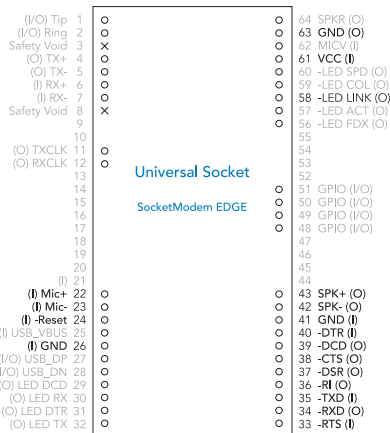 (I/O) Tip 1
(I/O) Ring 2
Safety Void 3
(O) TX+ 4
(O) TX- 5
(I) RX+ 6
(I) RX- 7
Safety Void 8
9
10
(O) TXCLK 11
(O) RXCLK 12
13
14
15
16
17
18
19
20
(I) 21
(I) Mic+ 22
(I) Mic- 23
(I) -Reset 24
(I) USB_VBUS 25
(I) GND 26
(I/O) USB_DP 27
(I/O) USB_DN 28
(O) LED DCD 29
(O) LED RX 30
(O) LED DTR 31
(O) LED TX 32
Universal Socket
SocketModem EDGE
64 SPKR (O)
63 GND (O)
62 MICV (I)
61 VCC (I)
60 -LED SPD (O)
59 -LED COL (O)
58 -LED LINK (O)
57 -LED ACT (O)
56 -LED FDX (O)
55
54
53
52
51 GPIO (I/O)
50 GPIO (I/O)
49 GPIO (I/O)
48 GPIO (I/O)
47
46
45
44
43 SPK+ (O)
42 SPK- (O)
41 GND (I)
40 -DTR (I)
39 -DCD (O)
38 -CTS (O)
37 -DSR (O)
36 -RI (O)
35 -TXD (I)
34 -RXD (O)
33 -RTS (I)